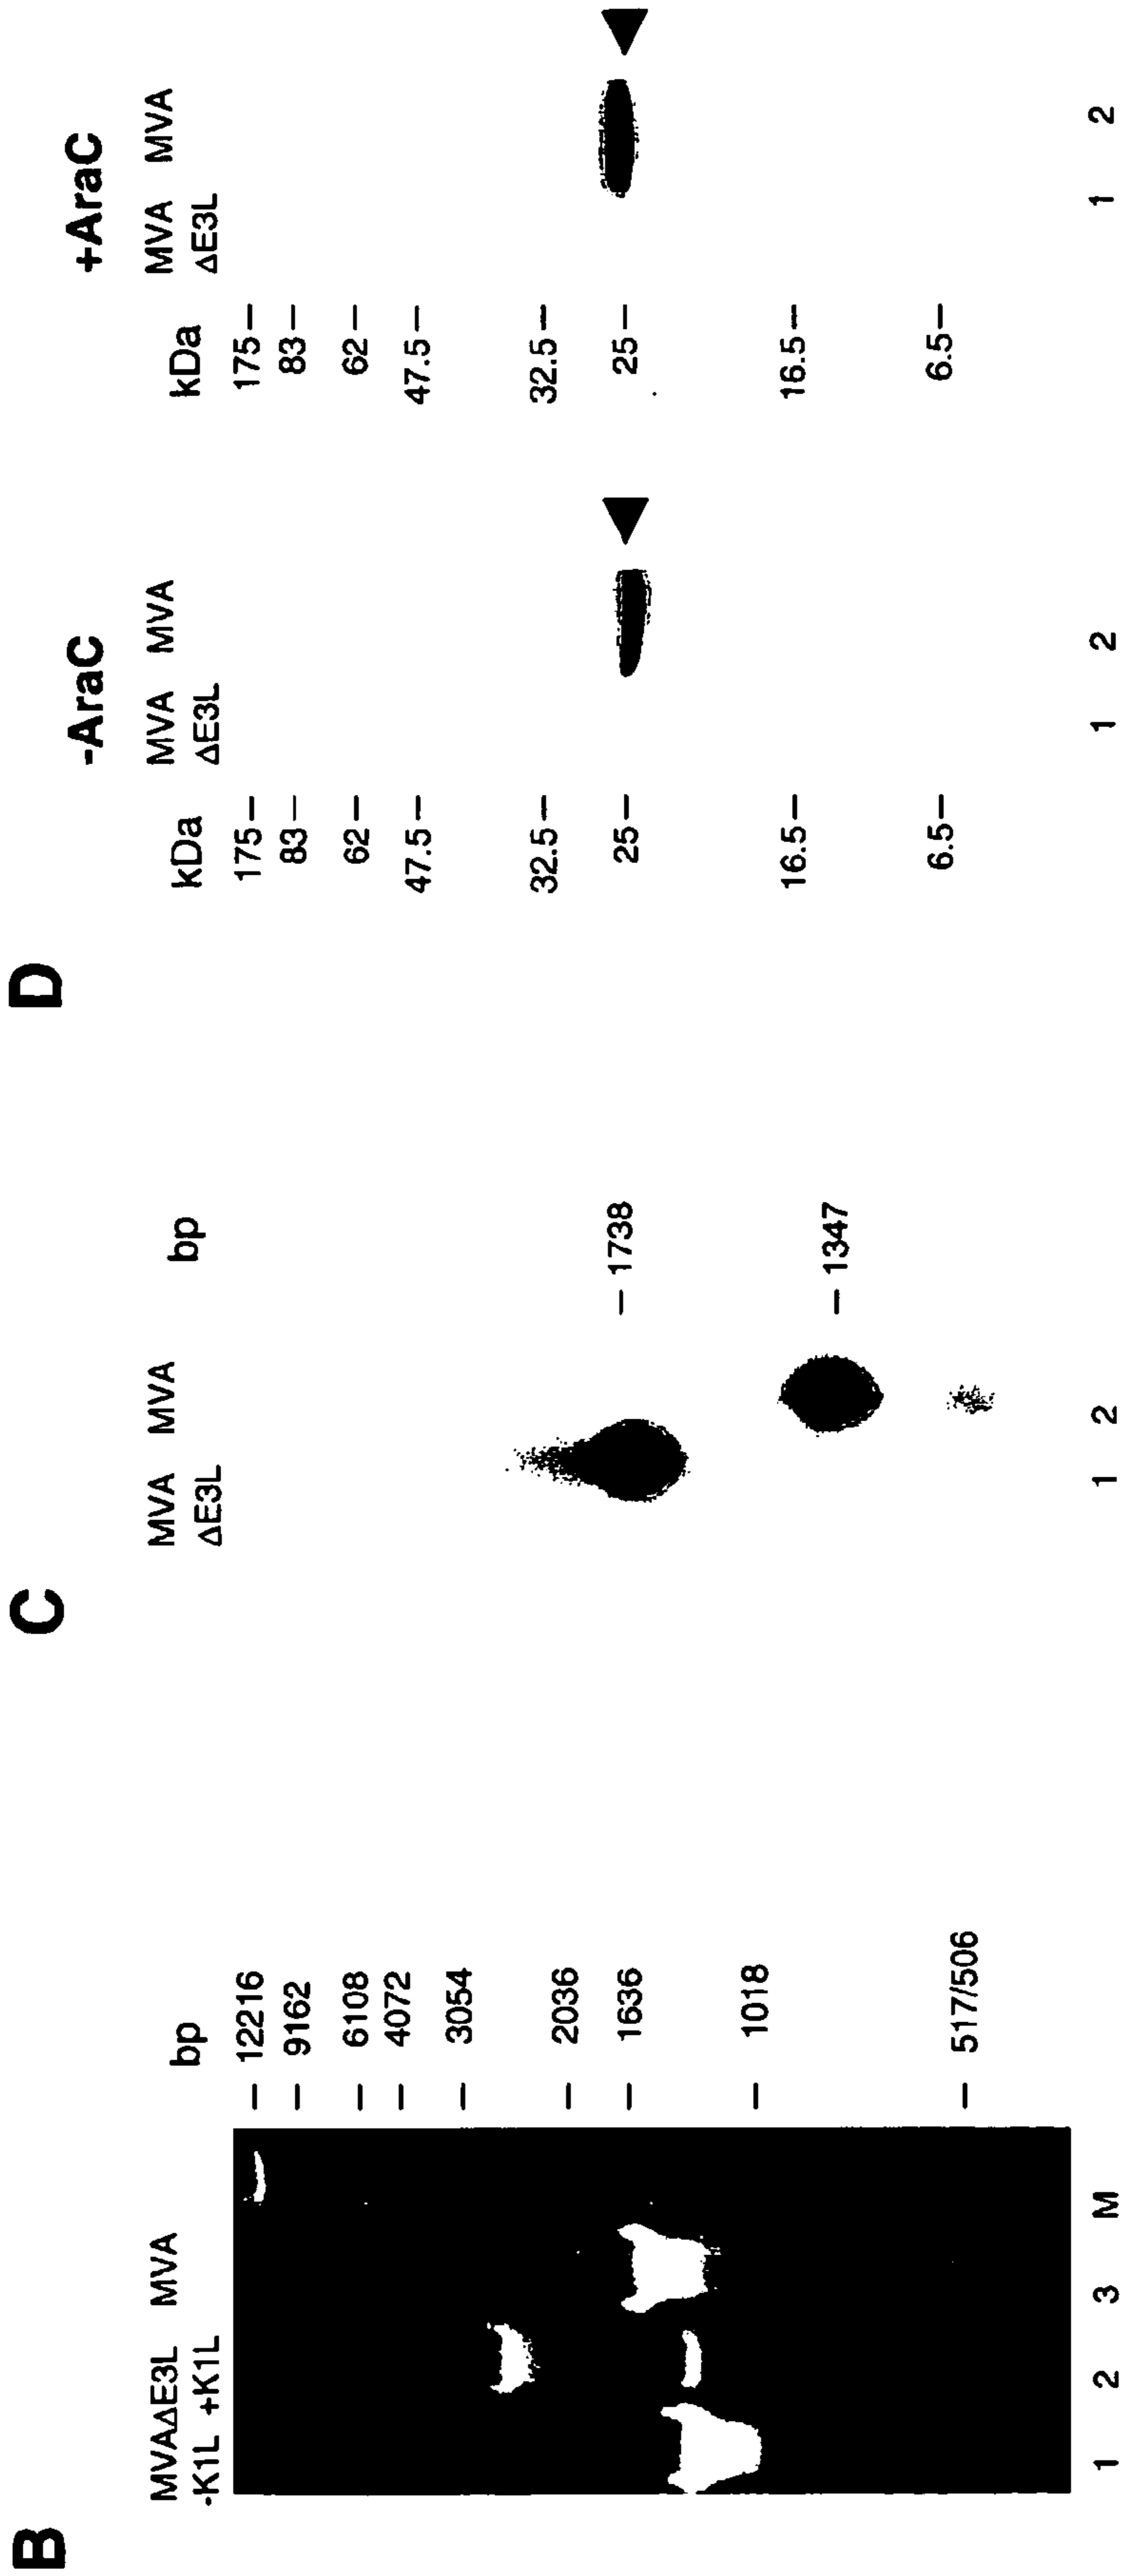 B
MVAΔE3L MVA
-K1L +K1L
bp
12216
9162
6108
4072
3054
2036
1636
1018
517/506
1 2 3 M
C
MVA MVA
ΔE3L
bp
1738
1347
1 2
D
-AraC
MVA MVA
ΔE3L
kDa
175
83
62
47.5
32.5
25
16.5
6.5
1 2
+AraC
MVA MVA
ΔE3L
kDa
175
83
62
47.5
32.5
25
16.5
6.5
1 2